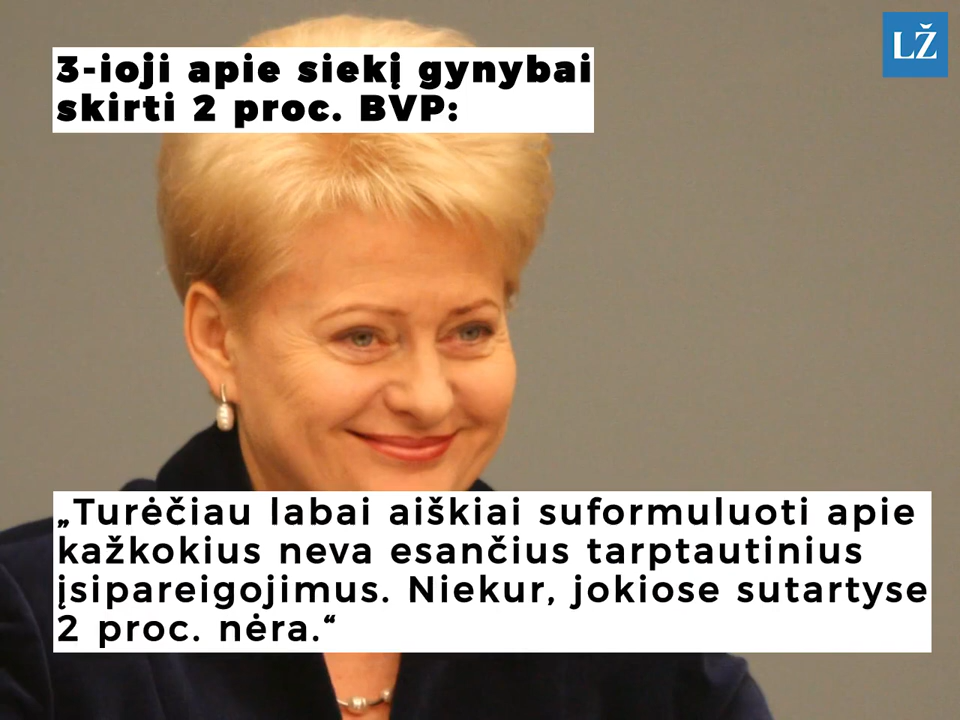 3-ioji apie siekį gynybai
skirti 2 proc. BVP:
LŽ
„Turėčiau labai aiškiai suformuluoti apie
kažkokius neva esančius tarptautinius
įsipareigojimus. Niekur, jokiose sutartyse
2 proc. nėra.“